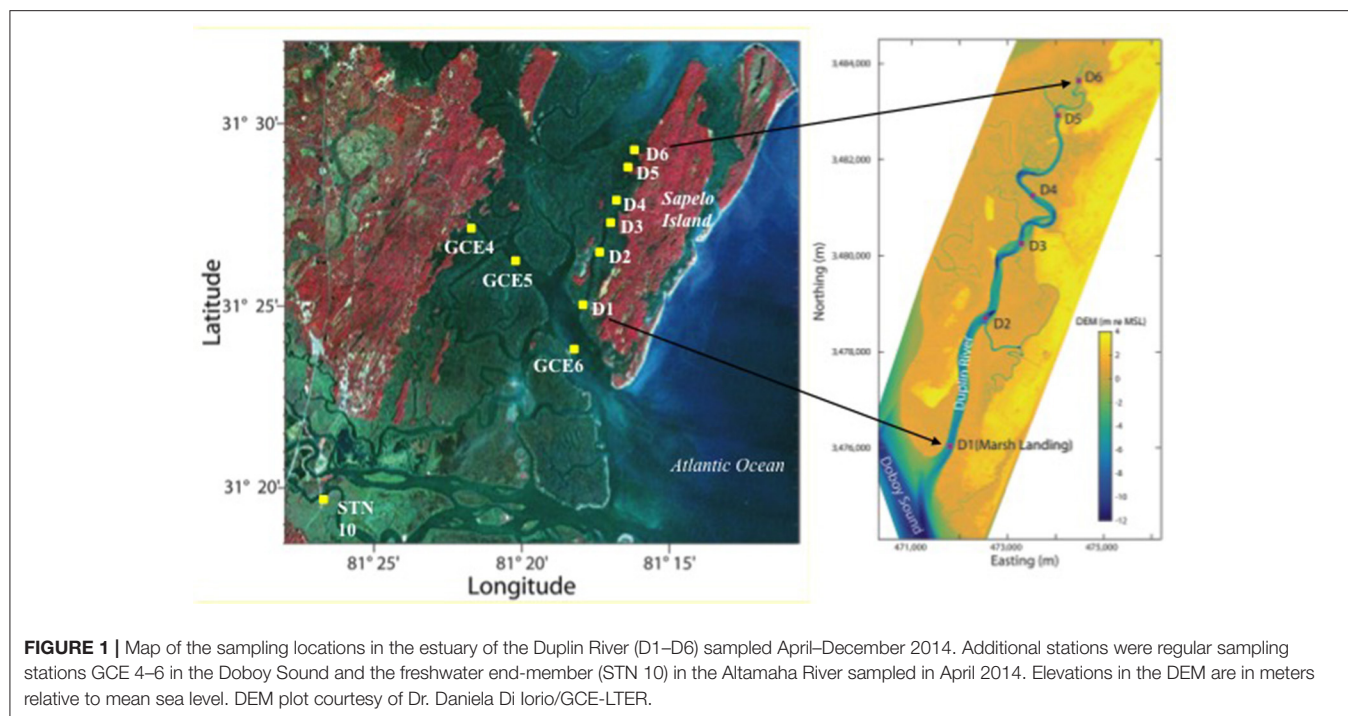 31° 30'
31° 25'
31° 20'
Latitude
81° 25'
81° 20'
81° 15'
Longitude
D6
D5
D4
D3
D2
D1
Sapelo
Island
GCE4
GCE5
GCE6
STN
10
Atlantic Ocean
3,484,000
3,482,000
3,480,000
3,478,000
3,476,000
Northing (m)
471,000
473,000
475,000
Easting (m)
D6
D5
D4
D3
D2
Duplin River
D1(Marsh Landing)
Doboy Sound
DEM (m re MSL)
4
2
0
-2
-4
-6
-8
-10
-12
FIGURE 1 | Map of the sampling locations in the estuary of the Duplin River (D1–D6) sampled April–December 2014. Additional stations were regular sampling
stations GCE 4–6 in the Doboy Sound and the freshwater end-member (STN 10) in the Altamaha River sampled in April 2014. Elevations in the DEM are in meters
relative to mean sea level. DEM plot courtesy of Dr. Daniela Di Iorio/GCE-LTER.